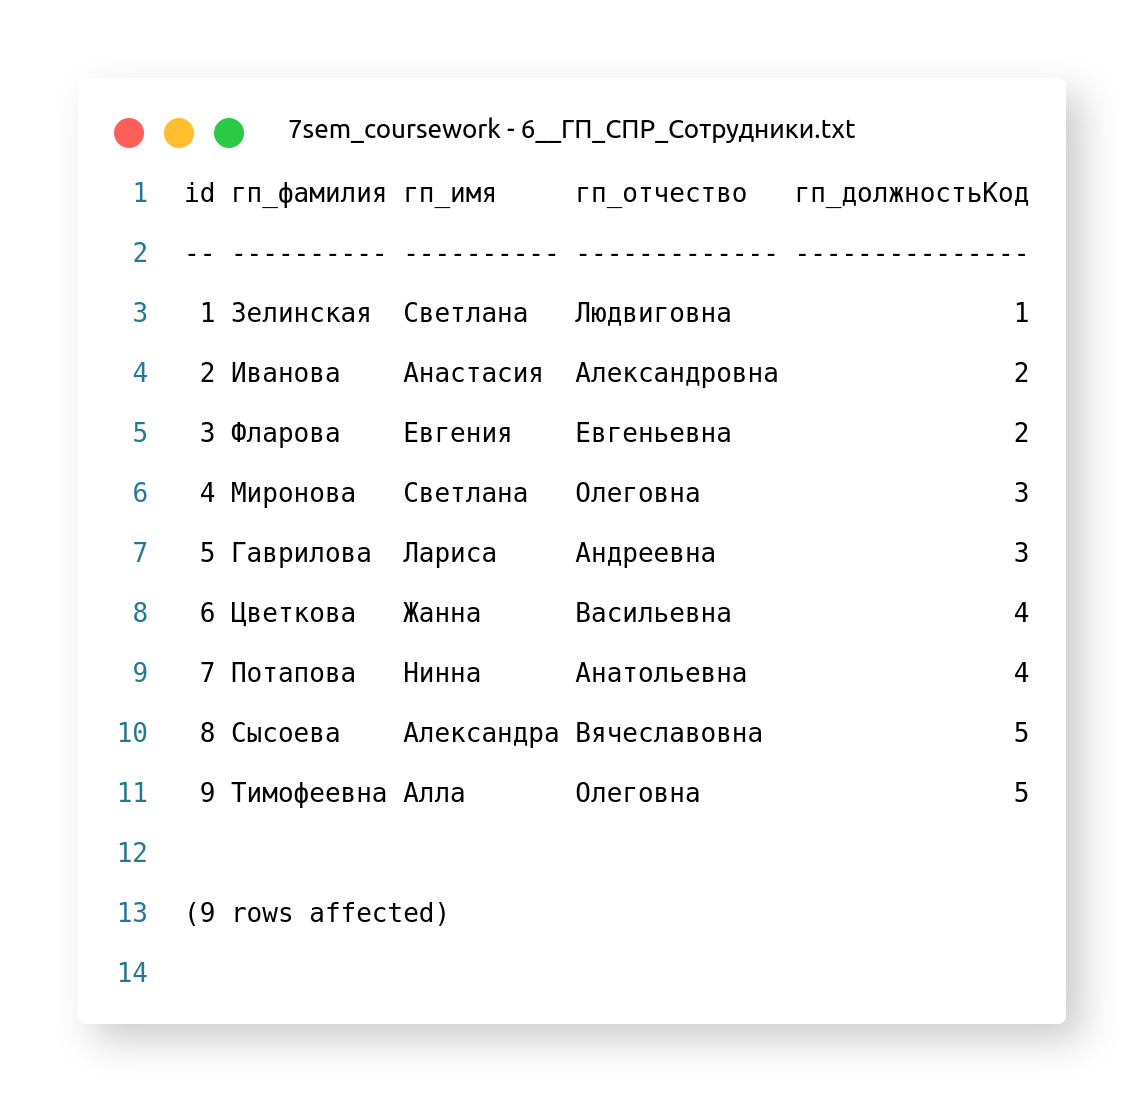 7sem_coursework - 6__ГП_СПР_Сотрудники.txt
1 id гп_фамилия гп_имя гп_отчество гп_должностьКод
2 -- ---------- ---------- ------------- ---------------
3 1 Зелинская Светлана Людвиговна 1
4 2 Иванова Анастасия Александровна 2
5 3 Фларова Евгения Евгеньевна 2
6 4 Миронова Светлана Олеговна 3
7 5 Гаврилова Лариса Андреевна 3
8 6 Цветкова Жанна Васильевна 4
9 7 Потапова Нинна Анатольевна 4
10 8 Сысоева Александра Вячеславовна 5
11 9 Тимофеевна Алла Олеговна 5
12
13 (9 rows affected)
14